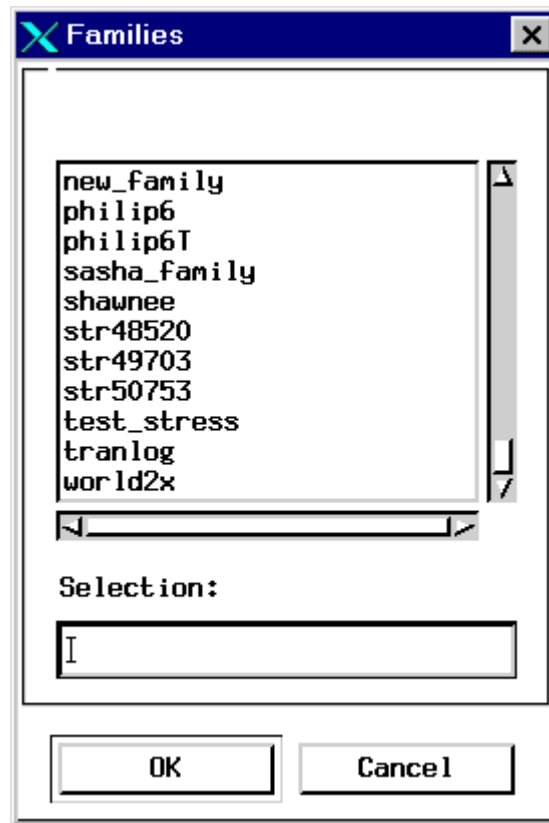 Families
new_family
philip6
philip6T
sasha_family
shawnee
str48520
str49703
str50753
test_stress
tranlog
world2x
Selection:
OK
Cancel